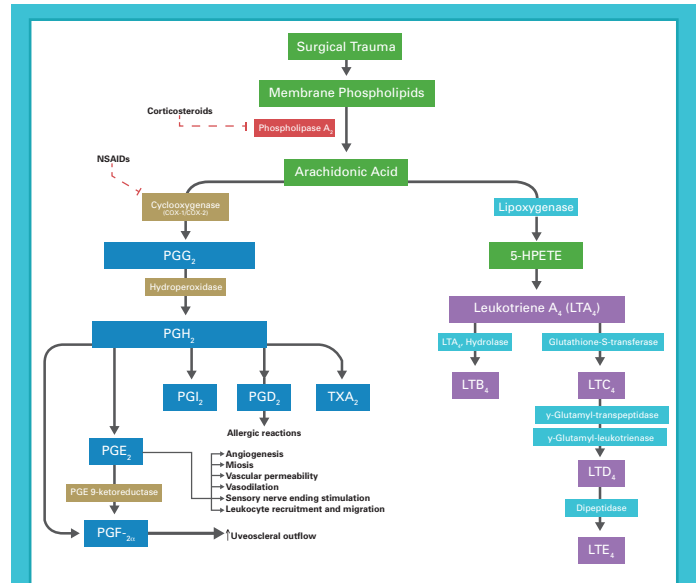 Surgical Trauma
Membrane Phospholipids
Corticosteroids
Phospholipase A₂
NSAIDs
Arachidonic Acid
Cyclooxygenase
(COX-1/COX-2)
Lipoxygenase
PGG₂
5-HPETE
Hydroperoxidase
Leukotriene A₄ (LTA₄)
PGH₂
LTA₄, Hydrolase
Glutathione-S-transferase
PGI₂
PGD₂
TXA₂
LTB₄
LTC₄
γ-Glutamyl-transpeptidase
Allergic reactions
γ-Glutamyl-leukotrienase
PGE₂
Angiogenesis
Miosis
Vascular permeability
Vasodilation
Sensory nerve ending stimulation
Leukocyte recruitment and migration
LTD₄
PGE 9-ketoreductase
Dipeptidase
PGF-₂α
↑Uveoscleral outflow
LTE₄